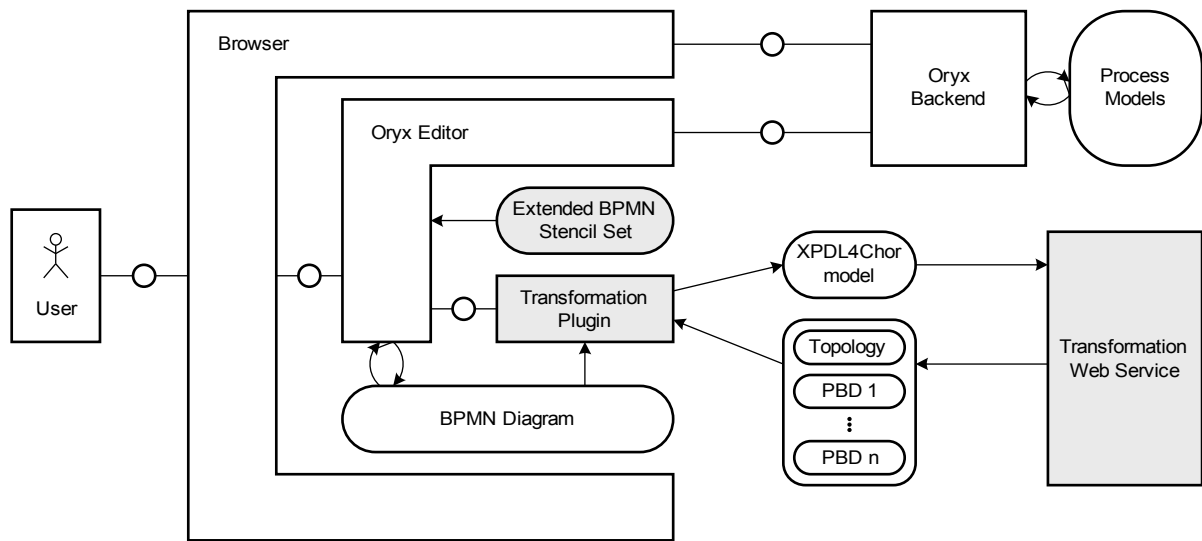 Browser
Oryx
Backend
Process
Models
Oryx Editor
Extended BPMN
Stencil Set
User
XPDL4Chor
model
Transformation
Plugin
Topology
PBD 1
PBD n
Transformation
Web Service
BPMN Diagram